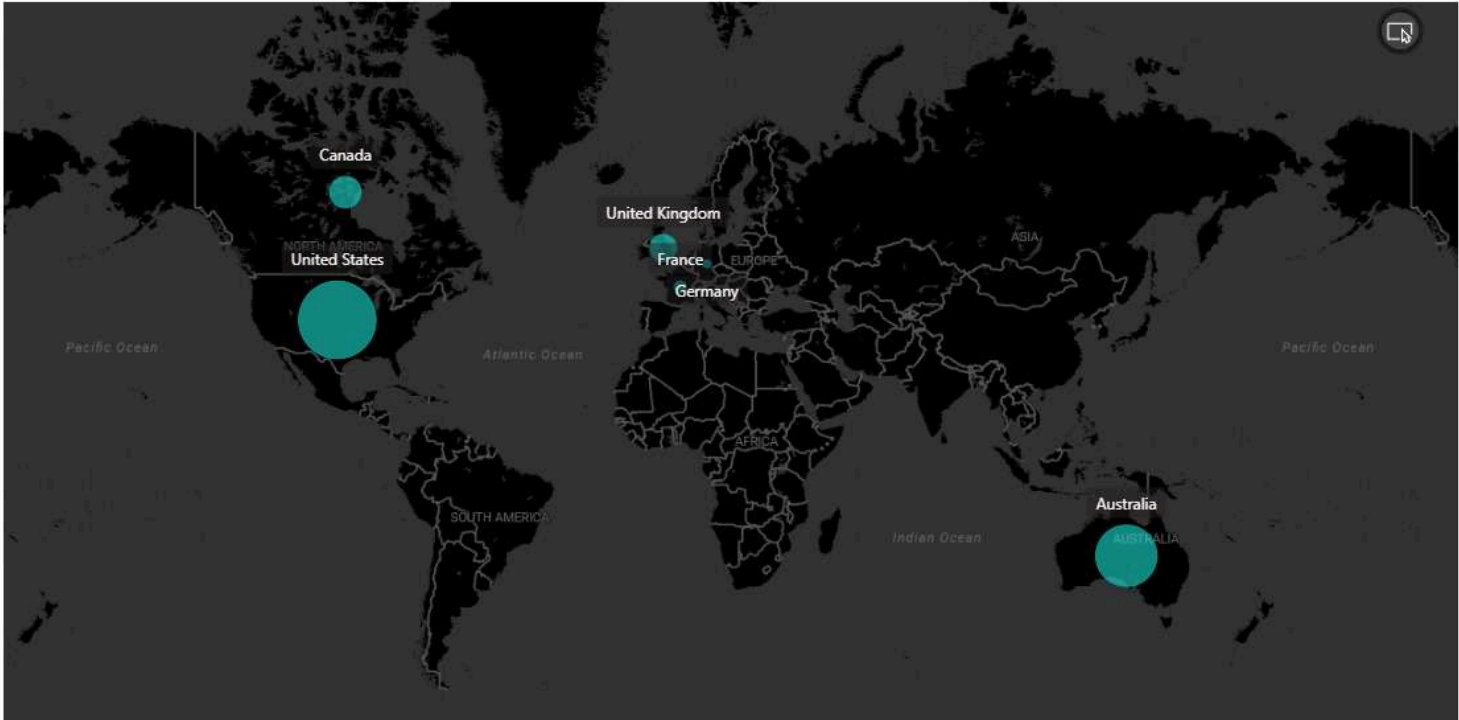 Canada
United Kingdom
NORTH AMERICA
ASIA
United States
France
EUROPE
Germany
Pacific Ocean
Atlantic Ocean
Pacific Ocean
AFRICA
Australia
SOUTH AMERICA
Indian Ocean
AUSTRALIA